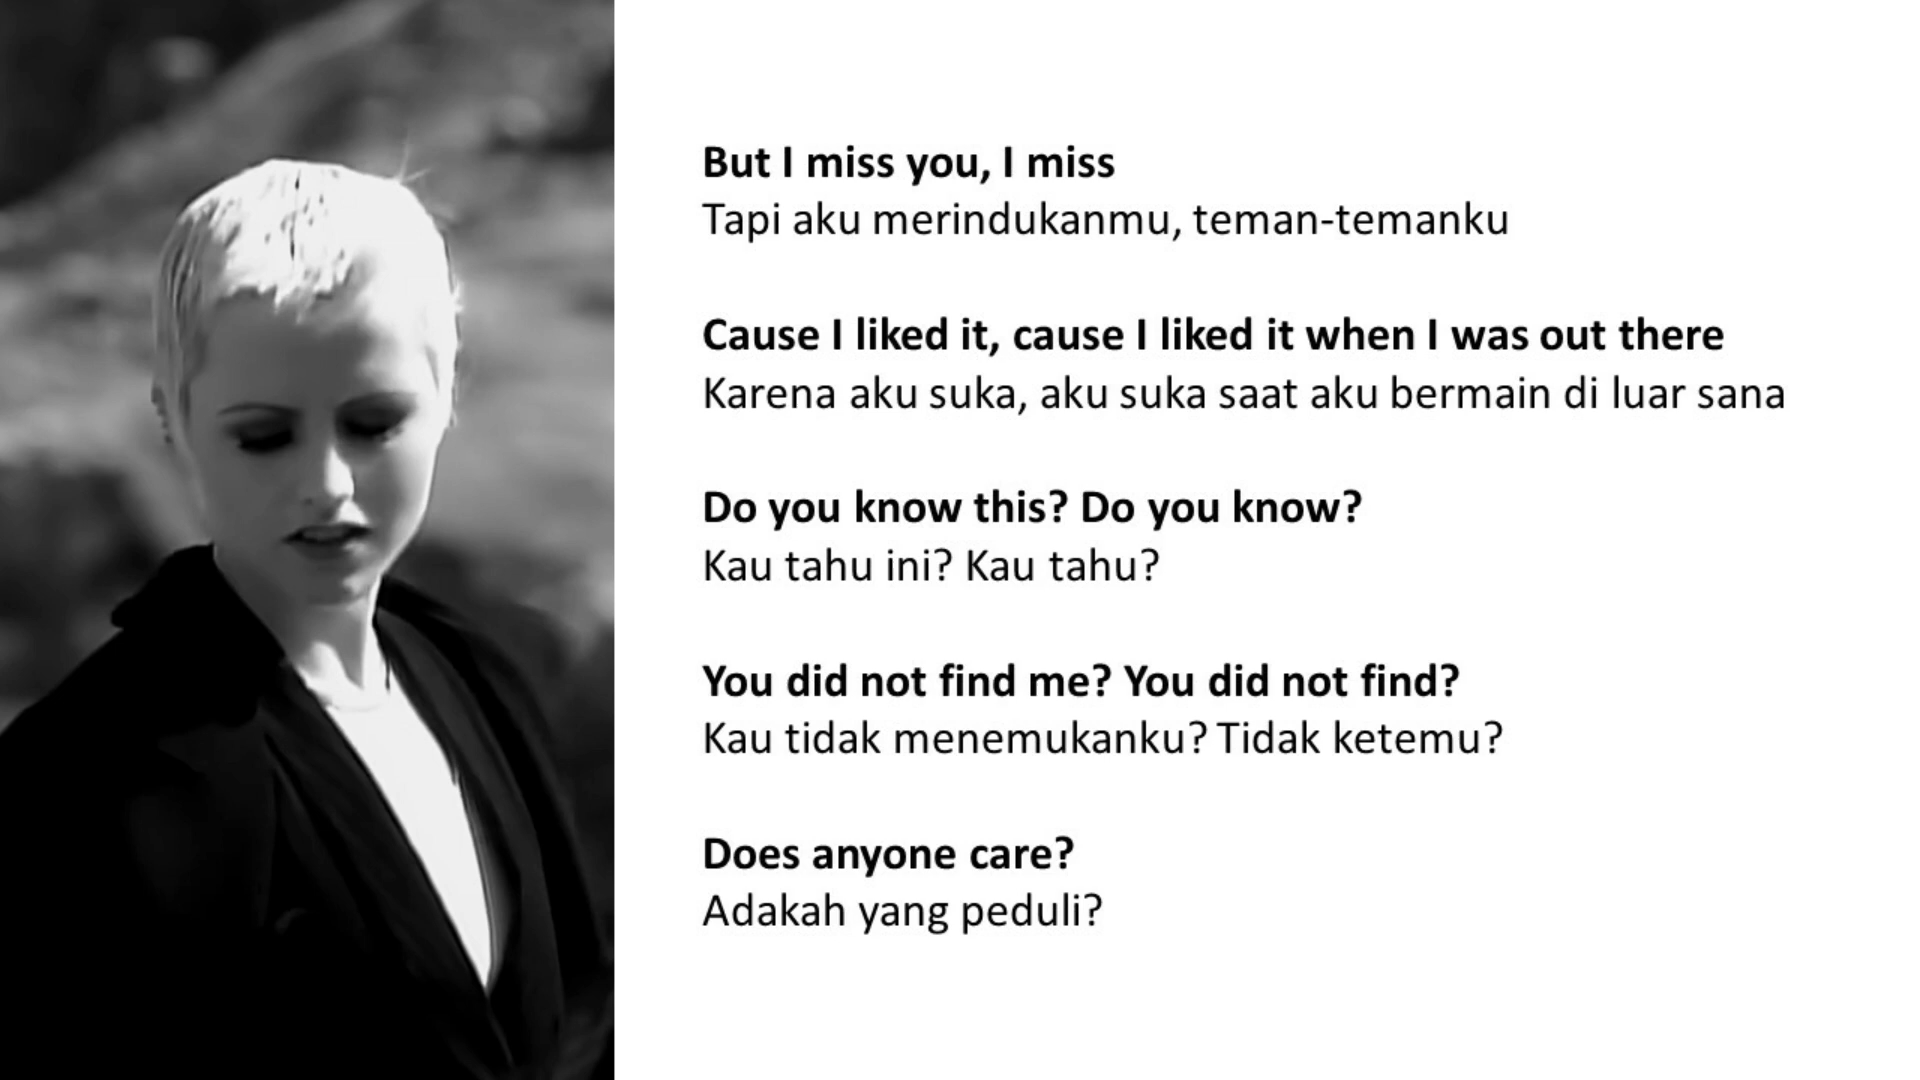 But I miss you, I miss
Tapi aku merindukanmu, teman-temanku
Cause I liked it, cause I liked it when I was out there
Karena aku suka, aku suka saat aku bermain di luar sana
Do you know this? Do you know?
Kau tahu ini? Kau tahu?
You did not find me? You did not find?
Kau tidak menemukanku? Tidak ketemu?
Does anyone care?
Adakah yang peduli?